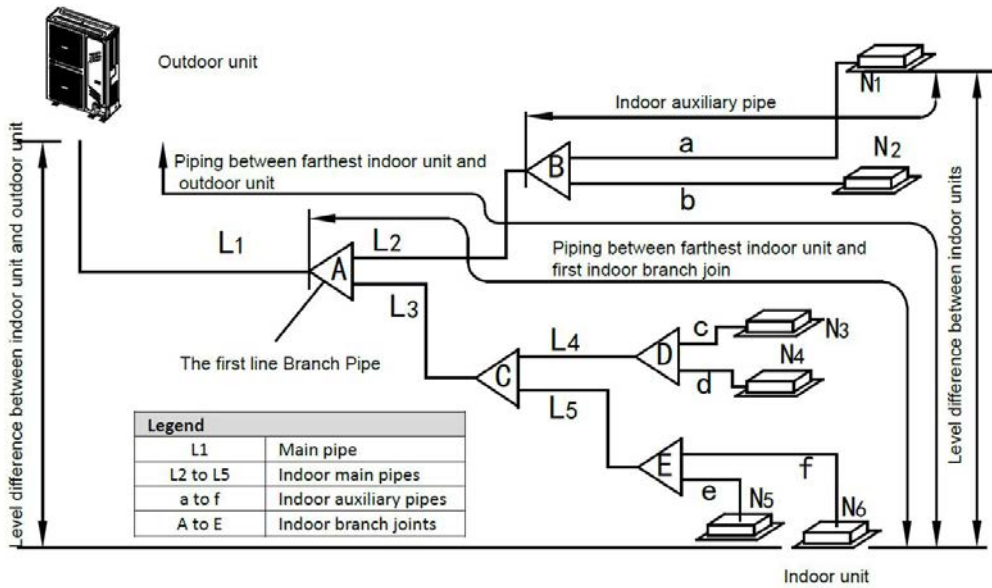 Outdoor unit
Level difference between indoor unit and outdoor unit
Piping between farthest indoor unit and
outdoor unit
Indoor auxiliary pipe
N1
N2
a
b
B
L1
L2
A
L3
Piping between farthest indoor unit and
first indoor branch join
The first line Branch Pipe
C
L4
L5
D
c
d
N3
N4
E
e
f
N5
N6
Level difference between indoor units
Indoor unit
Legend
L1 Main pipe
L2 to L5 Indoor main pipes
a to f Indoor auxiliary pipes
A to E Indoor branch joints